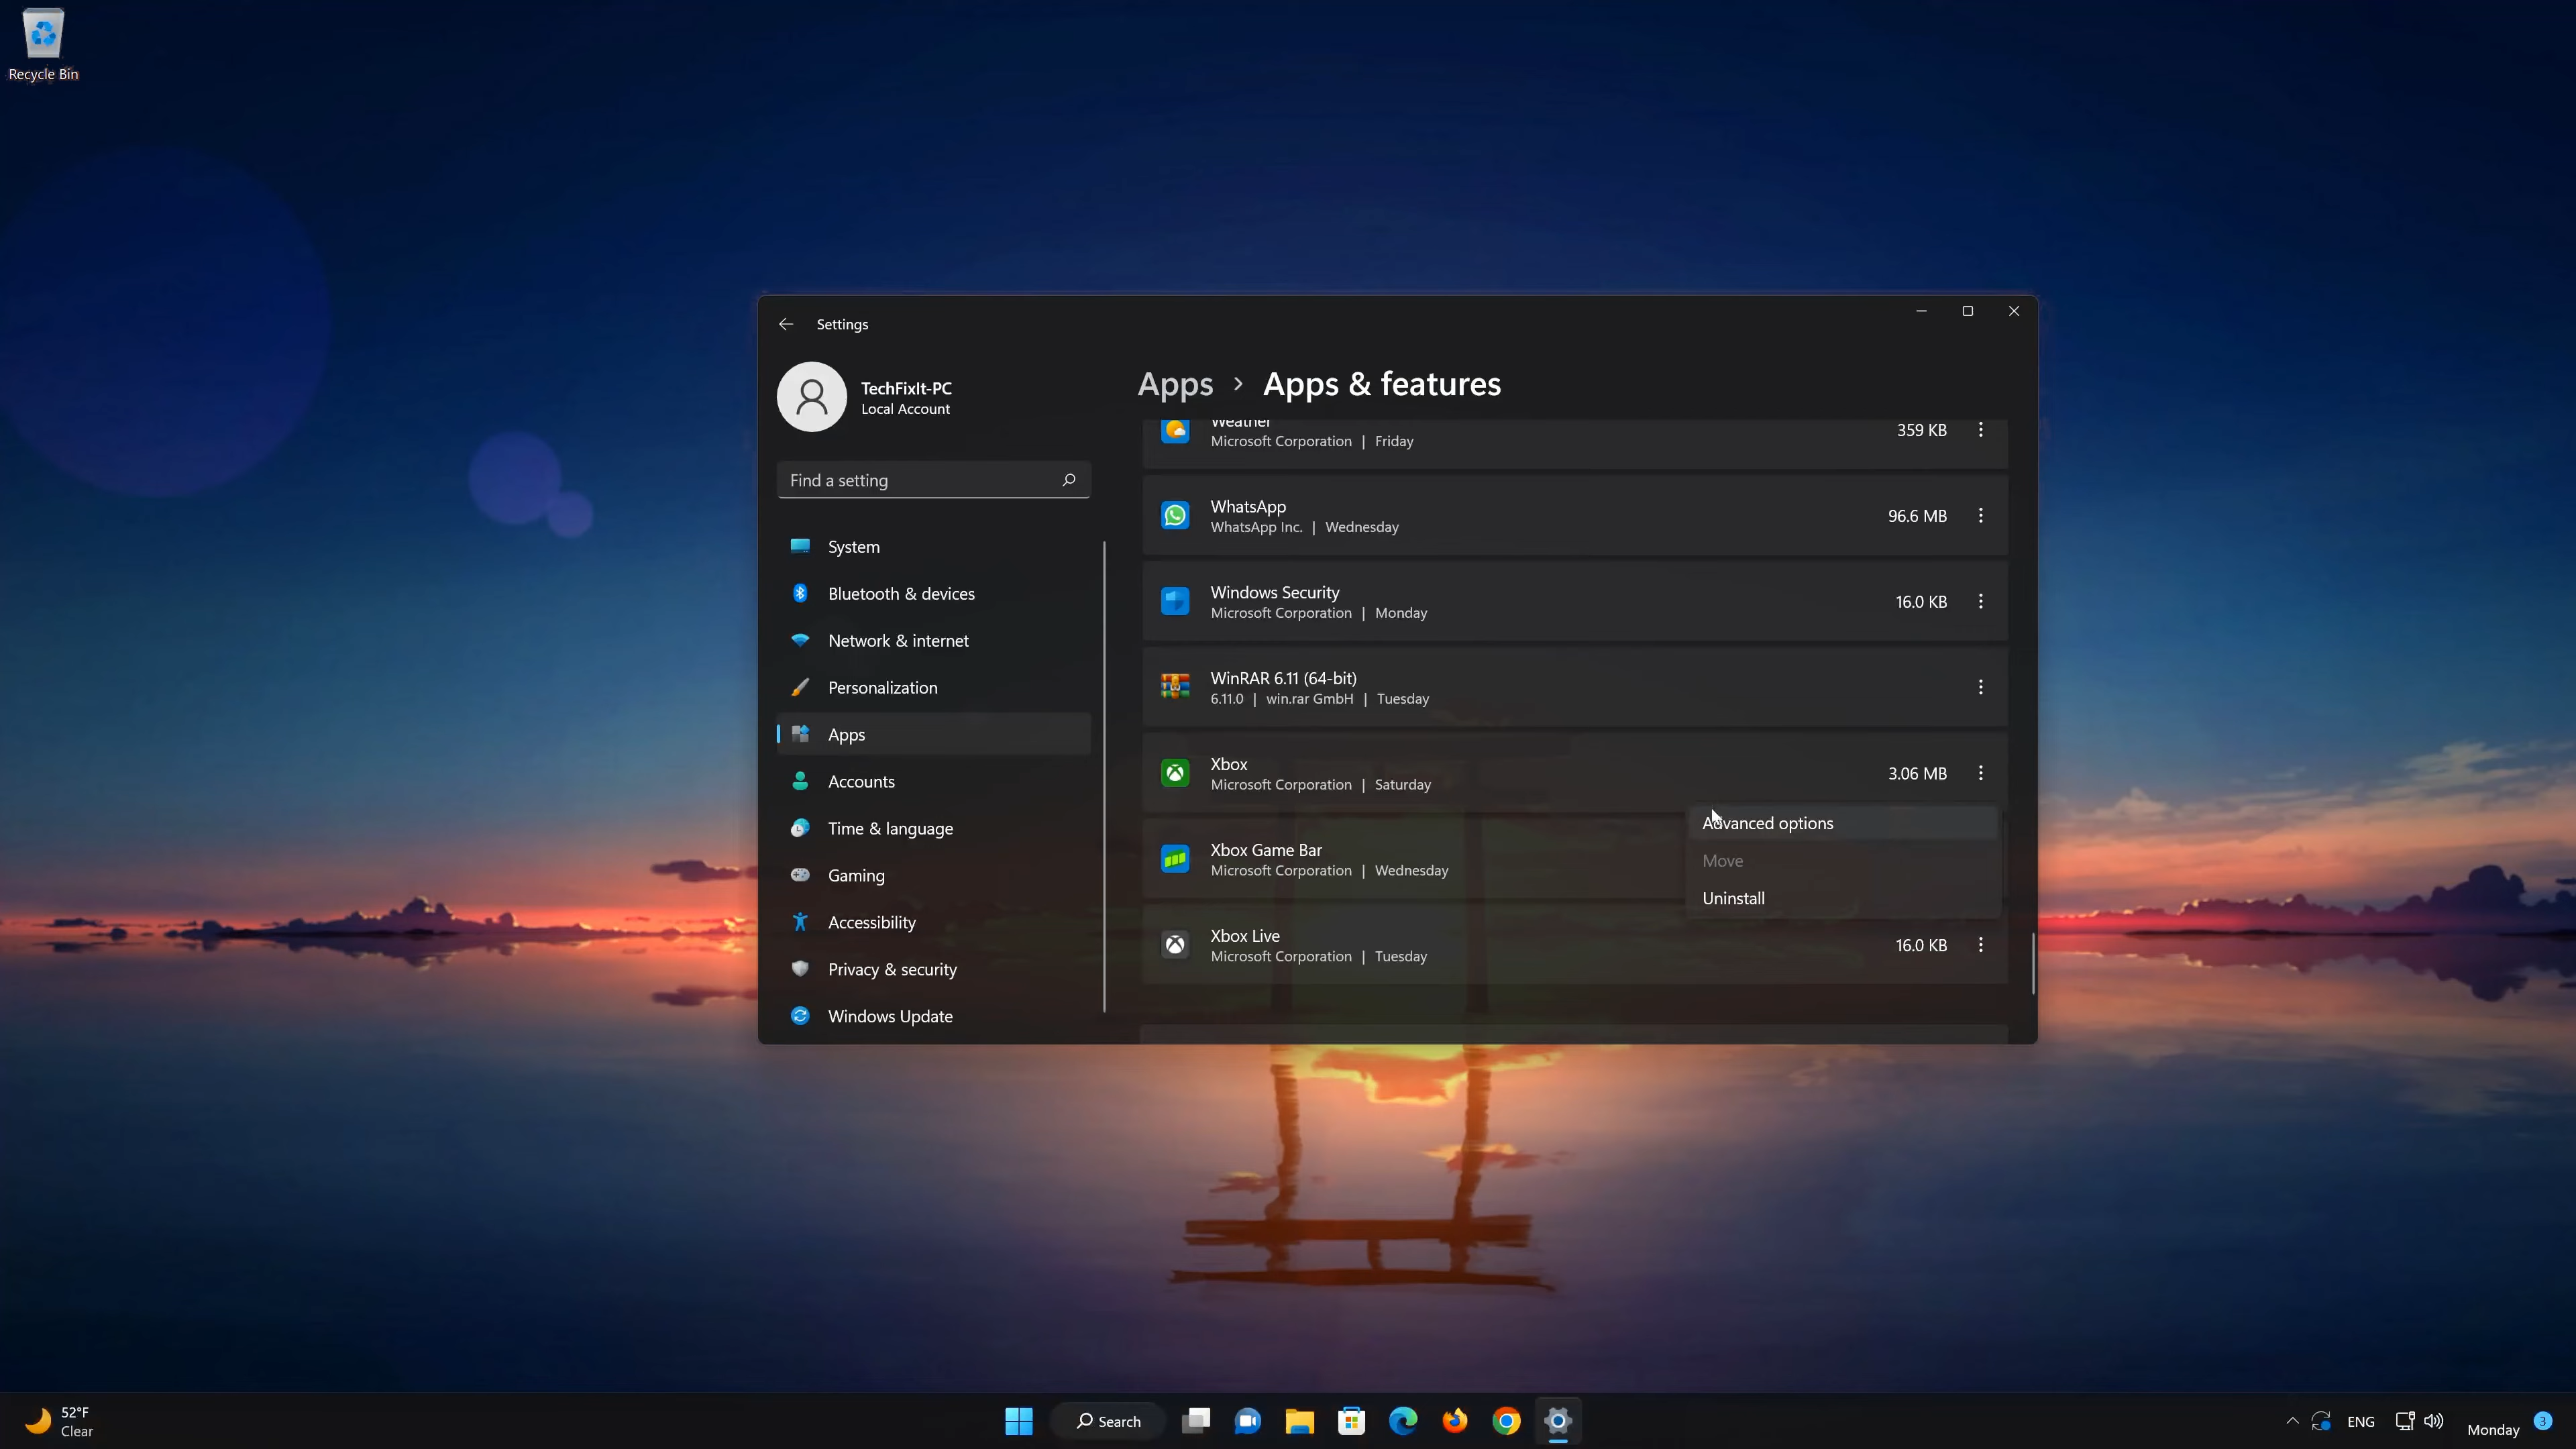 Recycle Bin
Settings
TechFixIt-PC
Local Account
Find a setting
System
Bluetooth & devices
Network & internet
Personalization
Apps
Accounts
Time & language
Gaming
Accessibility
Privacy & security
Windows Update
Apps › Apps & features
Weather
Microsoft Corporation | Friday
359 KB
WhatsApp
WhatsApp Inc. | Wednesday
96.6 MB
Windows Security
Microsoft Corporation | Monday
16.0 KB
WinRAR 6.11 (64-bit)
6.11.0 | win.rar GmbH | Tuesday
Xbox
Microsoft Corporation | Saturday
3.06 MB
Advanced options
Move
Uninstall
Xbox Game Bar
Microsoft Corporation | Wednesday
Xbox Live
Microsoft Corporation | Tuesday
16.0 KB
52°F
Clear
Search
ENG
Monday
3